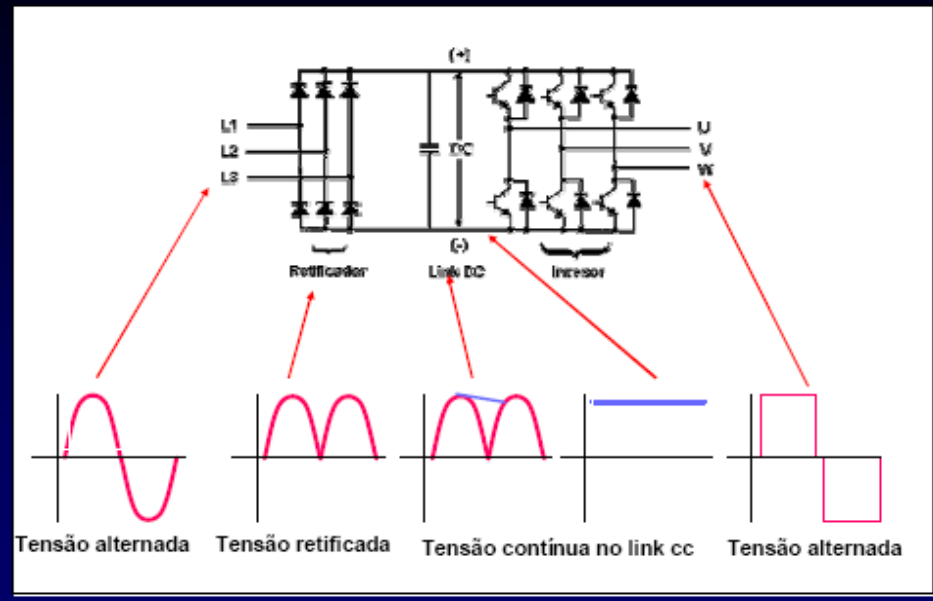 (+)
L1
L2
L3
DC
U
V
W
(-)
Retificador
Link DC
Inversor
Tensão alternada
Tensão retificada
Tensão contínua no link cc
Tensão alternada